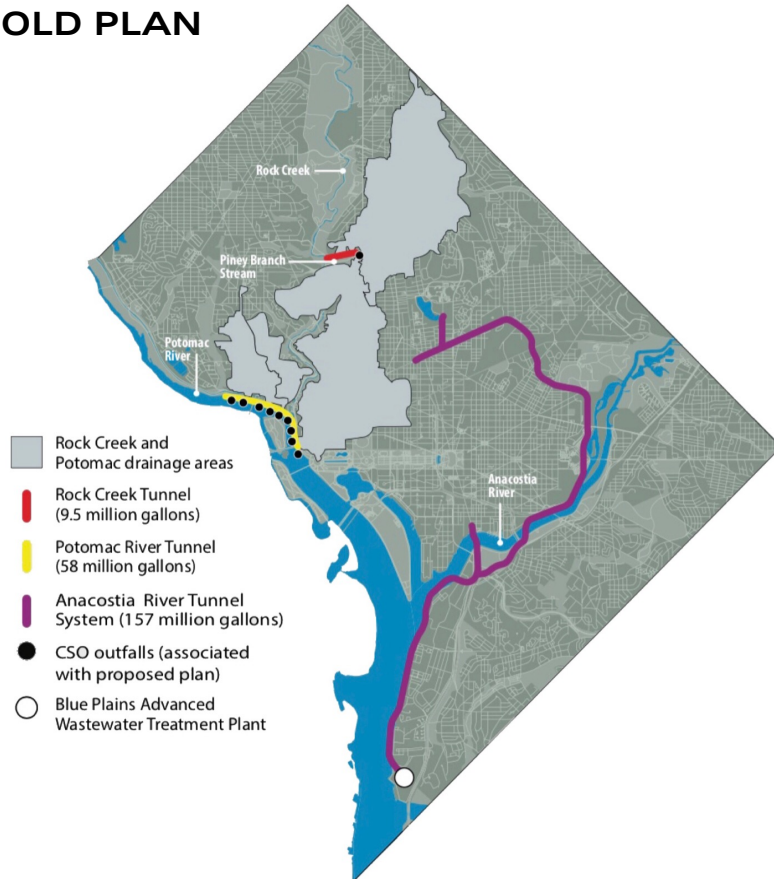 OLD PLAN
Rock Creek
Piney Branch
Stream
Potomac
River
Anacostia
River
Rock Creek and
Potomac drainage areas
Rock Creek Tunnel
(9.5 million gallons)
Potomac River Tunnel
(58 million gallons)
Anacostia River Tunnel
System (157 million gallons)
CSO outfalls (associated
with proposed plan)
Blue Plains Advanced
Wastewater Treatment Plant